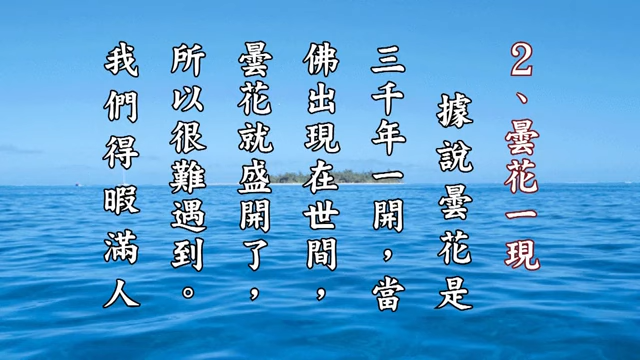 2、曇花一現
據說曇花是
三千年一開，當
佛出現在世間，
曇花就盛開了，
所以很難遇到。
我們得暇滿人